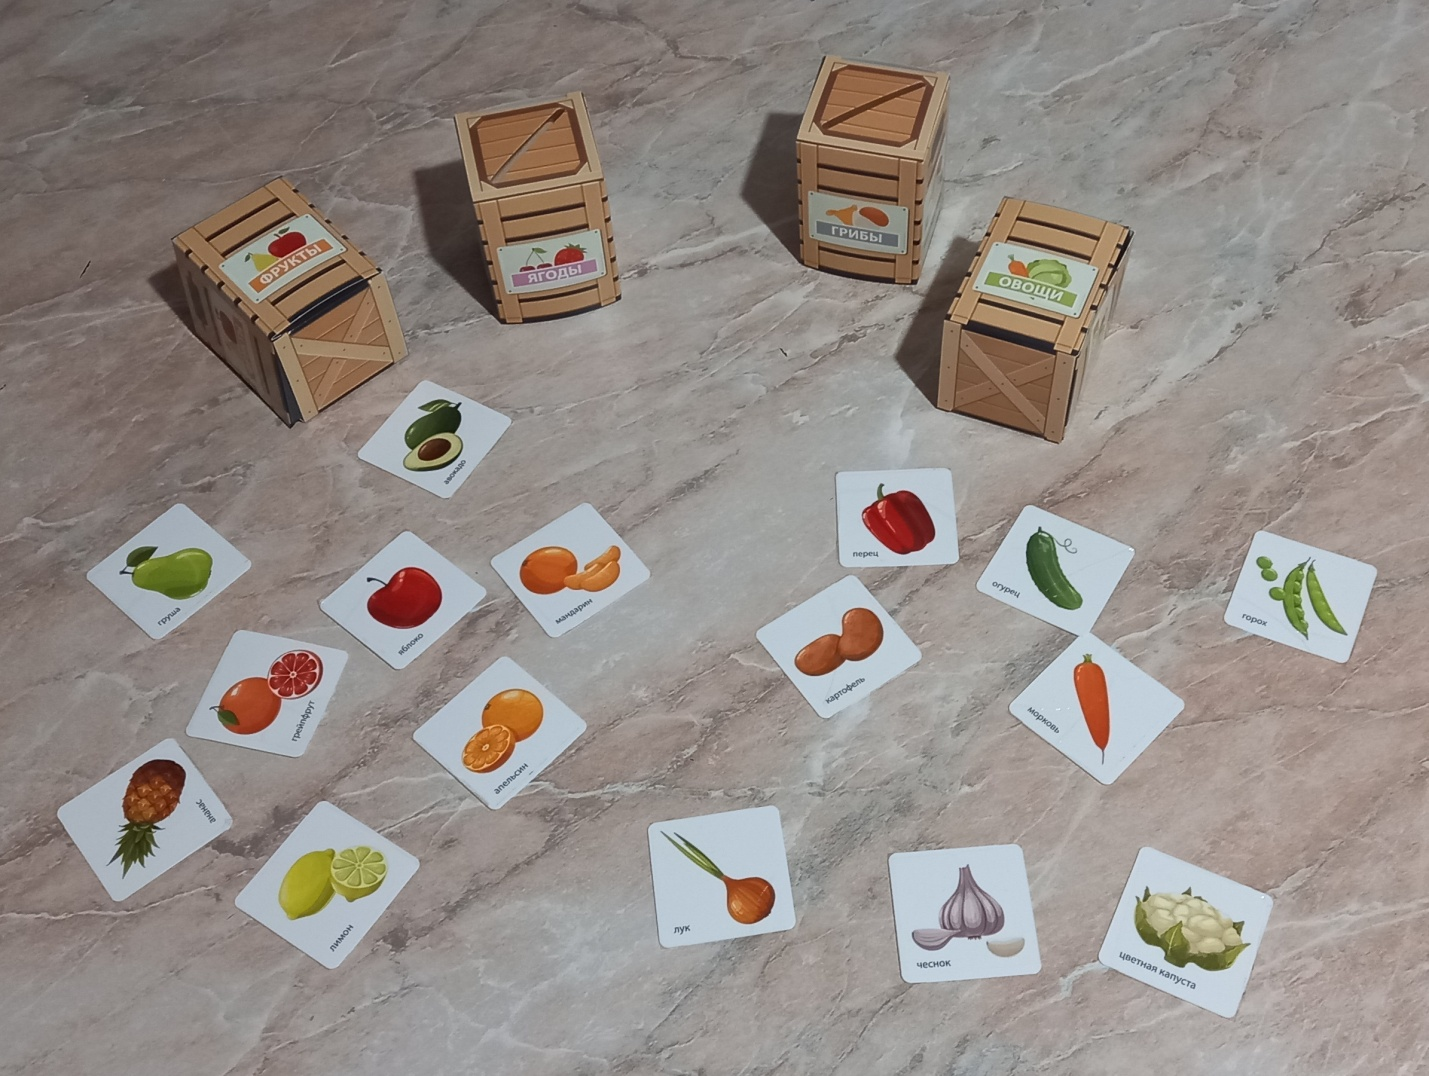 ФРУКТЫ
ЯГОДЫ
ГРИБЫ
ОВОЩИ
авокадо
груша
яблоко
мандарин
перец
огурец
горох
грейпфрут
апельсин
картофель
морковь
ананас
лимон
лук
чеснок
цветная капуста